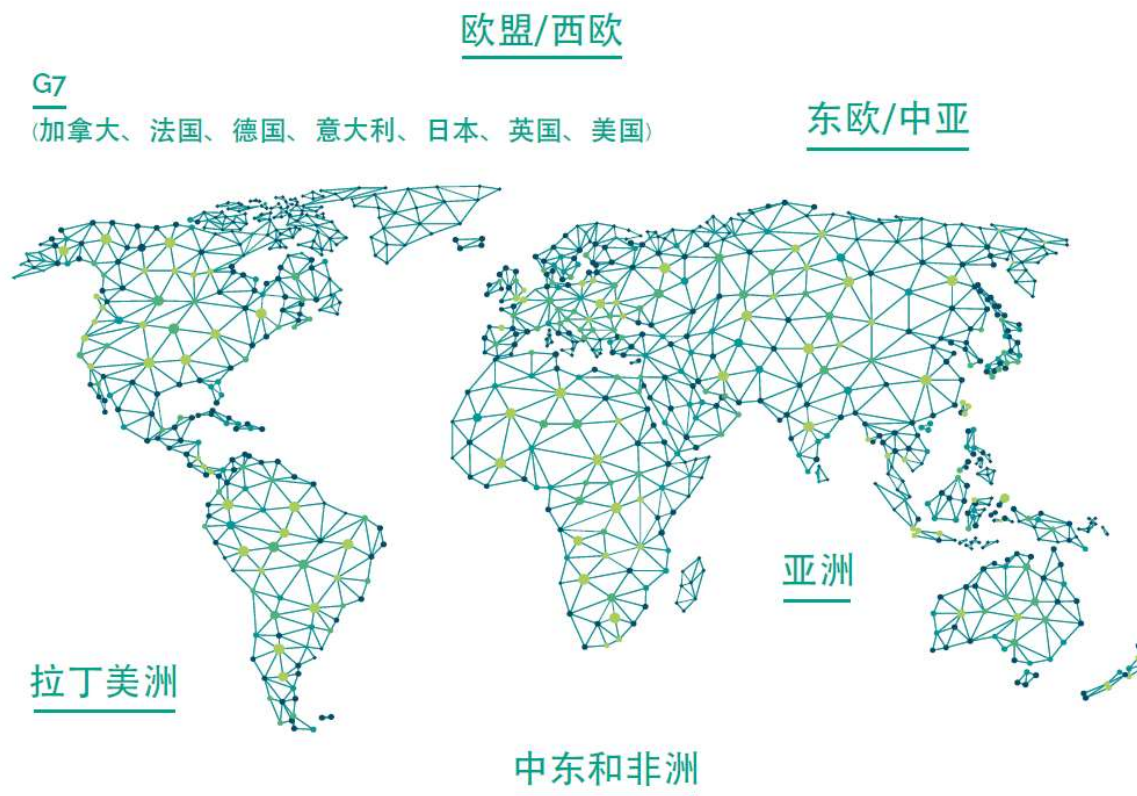 欧盟/西欧
G7
(加拿大、法国、德国、意大利、日本、英国、美国)
东欧/中亚
亚洲
拉丁美洲
中东和非洲